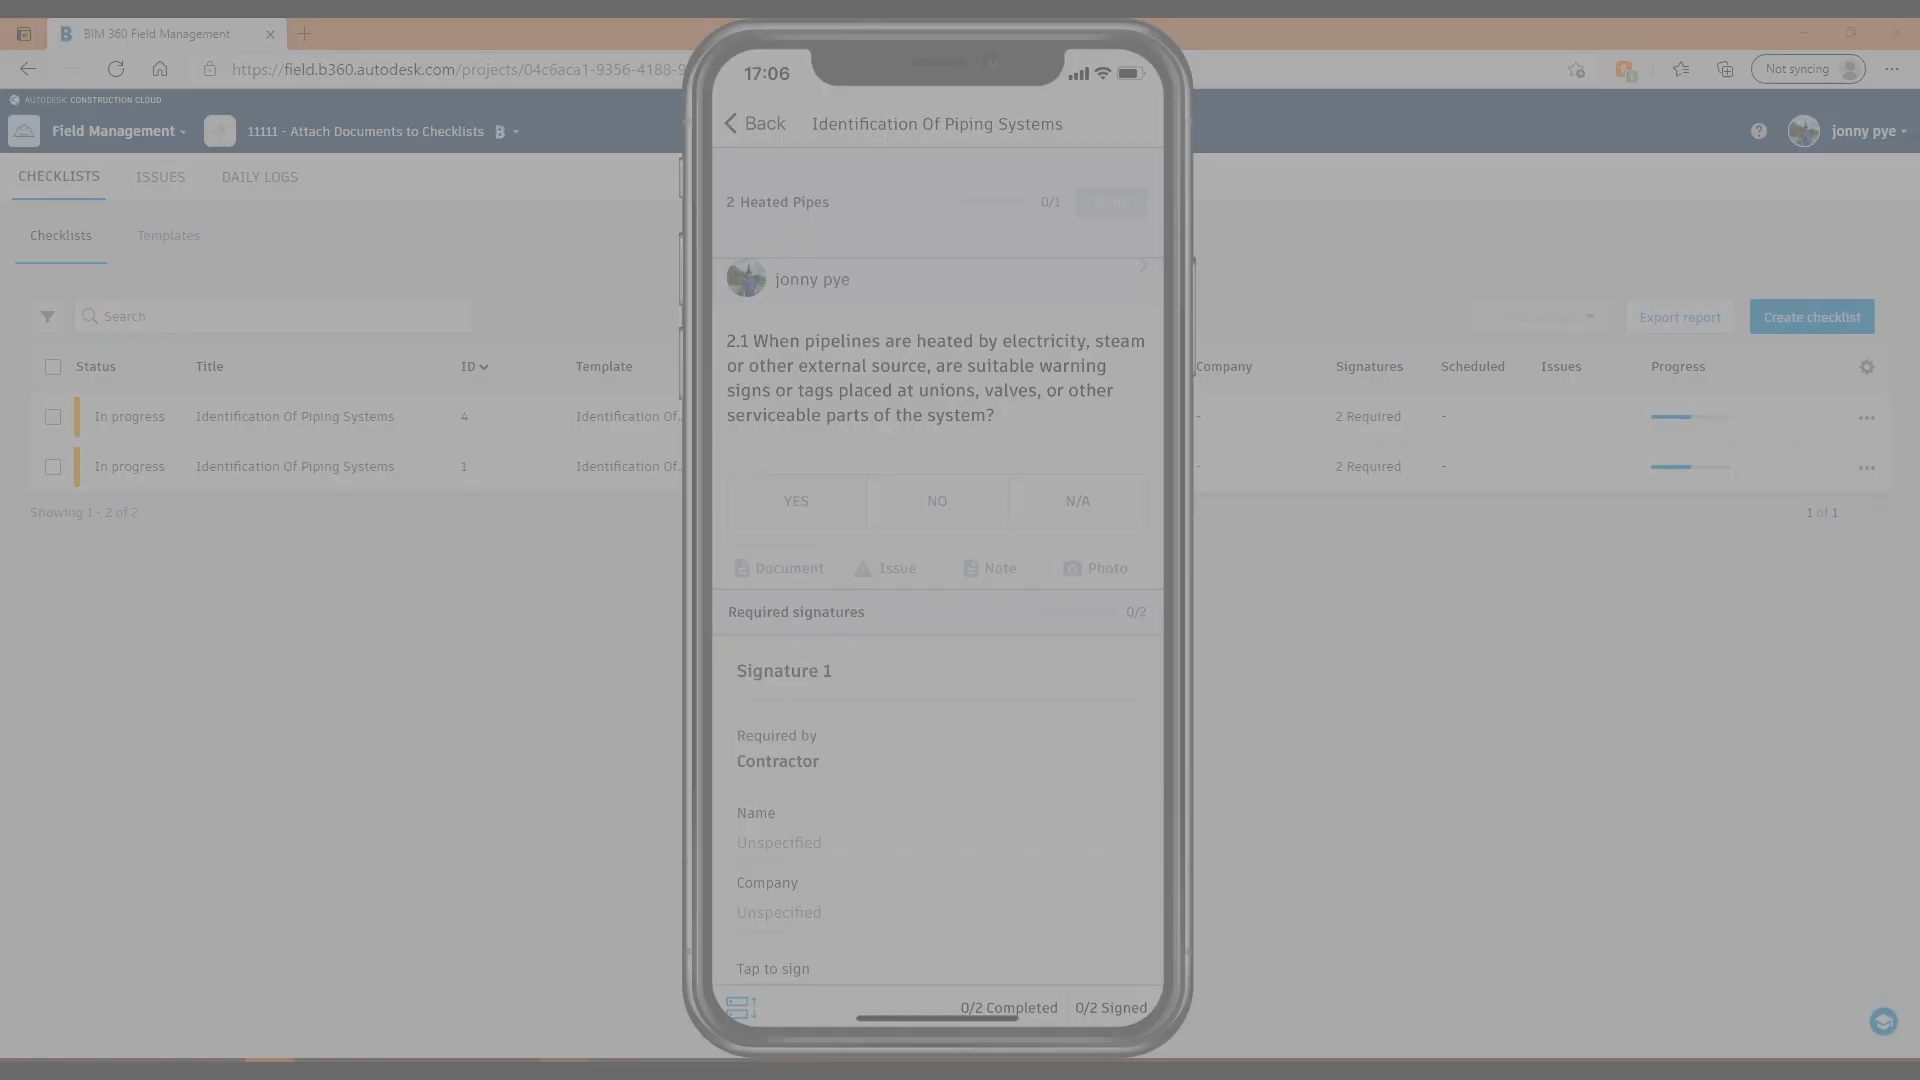 BIM 360 Field Management
https://field.b360.autodesk.com/projects/04c6aca1-9356-4188-9
Not syncing
AUTODESK CONSTRUCTION CLOUD
Field Management
11111 - Attach Documents to Checklists
jonny pye
CHECKLISTS ISSUES DAILY LOGS
Checklists Templates
Search
Export report Create checklist
Status Title ID Template Company Signatures Scheduled Issues Progress
In progress Identification Of Piping Systems 4 Identification Of... - 2 Required -
In progress Identification Of Piping Systems 1 Identification Of... - 2 Required -
Showing 1 - 2 of 2 1 of 1
17:06
Back Identification Of Piping Systems
2 Heated Pipes 0/1
jonny pye
2.1 When pipelines are heated by electricity, steam
or other external source, are suitable warning
signs or tags placed at unions, valves, or other
serviceable parts of the system?
YES NO N/A
Document Issue Note Photo
Required signatures 0/2
Signature 1
Required by
Contractor
Name
Unspecified
Company
Unspecified
Tap to sign
0/2 Completed 0/2 Signed